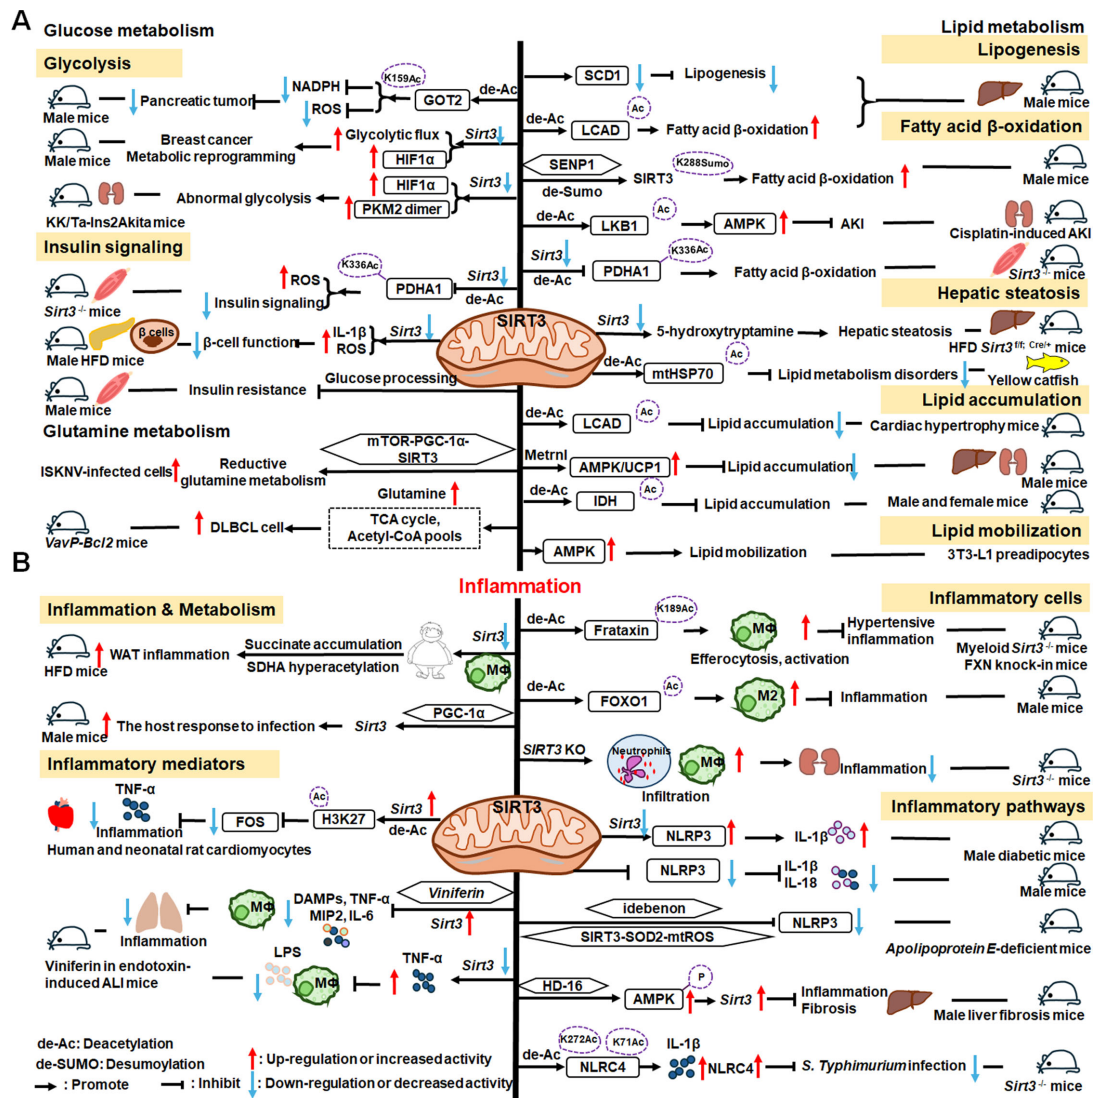 A
Glucose metabolism
Lipid metabolism
Glycolysis
Male mice
Pancreatic tumor
NADPH
ROS
K159Ac
GOT2
de-Ac
Male mice
Breast cancer
Metabolic reprogramming
Glycolytic flux
HIF1α
Sirt3
KK/Ta-Ins2Akita mice
Abnormal glycolysis
HIF1α
PKM2 dimer
Sirt3
Insulin signaling
Sirt3 -/- mice
ROS
Insulin signaling
K336Ac
PDHA1
Sirt3
de-Ac
Male HFD mice
β cells
β-cell function
IL-1β
ROS
Sirt3
SIRT3
Male mice
Insulin resistance
Glucose processing
Glutamine metabolism
ISKNV-infected cells
Reductive
glutamine metabolism
mTOR-PGC-1α-
SIRT3
VavP-Bcl2 mice
DLBCL cell
Glutamine
TCA cycle,
Acetyl-CoA pools
Lipogenesis
SCD1
Lipogenesis
Male mice
Fatty acid β-oxidation
de-Ac
LCAD
Ac
Fatty acid β-oxidation
SENP1
de-Sumo
SIRT3
K288Sumo
Fatty acid β-oxidation
Male mice
de-Ac
LKB1
Ac
AMPK
AKI
Cisplatin-induced AKI
Sirt3
de-Ac
PDHA1
K336Ac
Fatty acid β-oxidation
Sirt3 -/- mice
Hepatic steatosis
Sirt3
5-hydroxytryptamine
Hepatic steatosis
HFD Sirt3 f/f; Cre/+ mice
de-Ac
mtHSP70
Ac
Lipid metabolism disorders
Yellow catfish
Lipid accumulation
de-Ac
LCAD
Ac
Lipid accumulation
Cardiac hypertrophy mice
Metrnl
AMPK/UCP1
Lipid accumulation
Male mice
de-Ac
IDH
Ac
Lipid accumulation
Male and female mice
Lipid mobilization
AMPK
Lipid mobilization
3T3-L1 preadipocytes
B
Inflammation
Inflammation & Metabolism
HFD mice
WAT inflammation
Succinate accumulation
SDHA hyperacetylation
Sirt3
MΦ
Male mice
The host response to infection
Sirt3
PGC-1α
Inflammatory mediators
TNF-α
Inflammation
FOS
Ac
H3K27
Sirt3
de-Ac
Human and neonatal rat cardiomyocytes
SIRT3
Inflammation
MΦ
DAMPs, TNF-α
MIP2, IL-6
Viniferin
Sirt3
Viniferin in endotoxin-
induced ALI mice
LPS
MΦ
TNF-α
Sirt3
Inflammatory cells
de-Ac
Frataxin
K189Ac
MΦ
Efferocytosis, activation
Hypertensive
inflammation
Myeloid Sirt3 -/- mice
FXN knock-in mice
de-Ac
FOXO1
Ac
M2
Inflammation
Male mice
SIRT3 KO
Neutrophils
MΦ
Infiltration
Inflammation
Sirt3 -/- mice
Inflammatory pathways
Sirt3
NLRP3
IL-1β
Male diabetic mice
NLRP3
IL-1β
IL-18
Male mice
idebenon
SIRT3-SOD2-mtROS
NLRP3
Apolipoprotein E-deficient mice
HD-16
AMPK
P
Sirt3
Inflammation
Fibrosis
Male liver fibrosis mice
de-Ac
K272Ac
K71Ac
NLRC4
IL-1β
NLRC4
S. Typhimurium infection
Sirt3 -/- mice
de-Ac: Deacetylation
de-SUMO: Desumoylation
: Up-regulation or increased activity
: Promote
: Inhibit
: Down-regulation or decreased activity